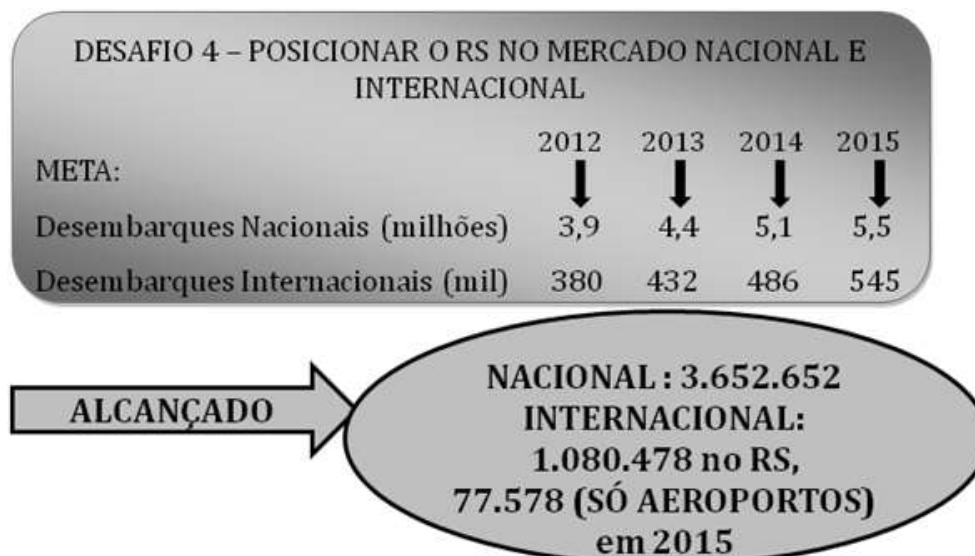 DESAFIO 4 – POSICIONAR O RS NO MERCADO NACIONAL E
INTERNACIONAL
2012 2013 2014 2015
META:
Desembarques Nacionais (milhões) 3,9 4,4 5,1 5,5
Desembarques Internacionais (mil) 380 432 486 545
ALCANÇADO
NACIONAL : 3.652.652
INTERNACIONAL:
1.080.478 no RS,
77.578 (SÓ AEROPORTOS)
em 2015